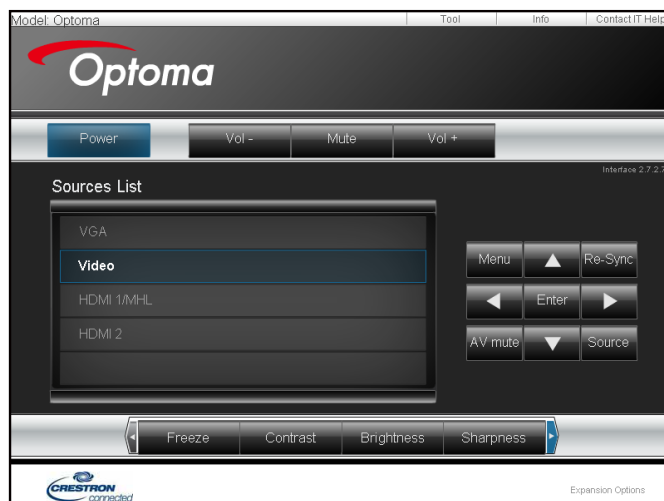 Model: Optoma Tool Info Contact IT Help
Optoma
Power Vol - Mute Vol +
Interface 2.7.2.7
Sources List
VGA
Video
HDMI 1/MHL
HDMI 2
Menu Re-Sync
Enter
AV mute Source
Freeze Contrast Brightness Sharpness
CRESTRON
connected
Expansion Options